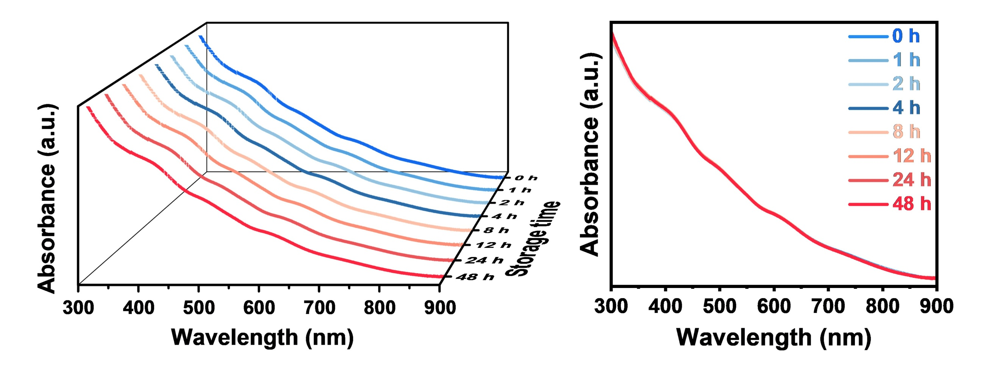 Absorbance (a.u.)
0 h
1 h
2 h
4 h
8 h
12 h
24 h
48 h
Storage time
300 400 500 600 700 800 900
Wavelength (nm)
Absorbance (a.u.)
0 h
1 h
2 h
4 h
8 h
12 h
24 h
48 h
300 400 500 600 700 800 900
Wavelength (nm)